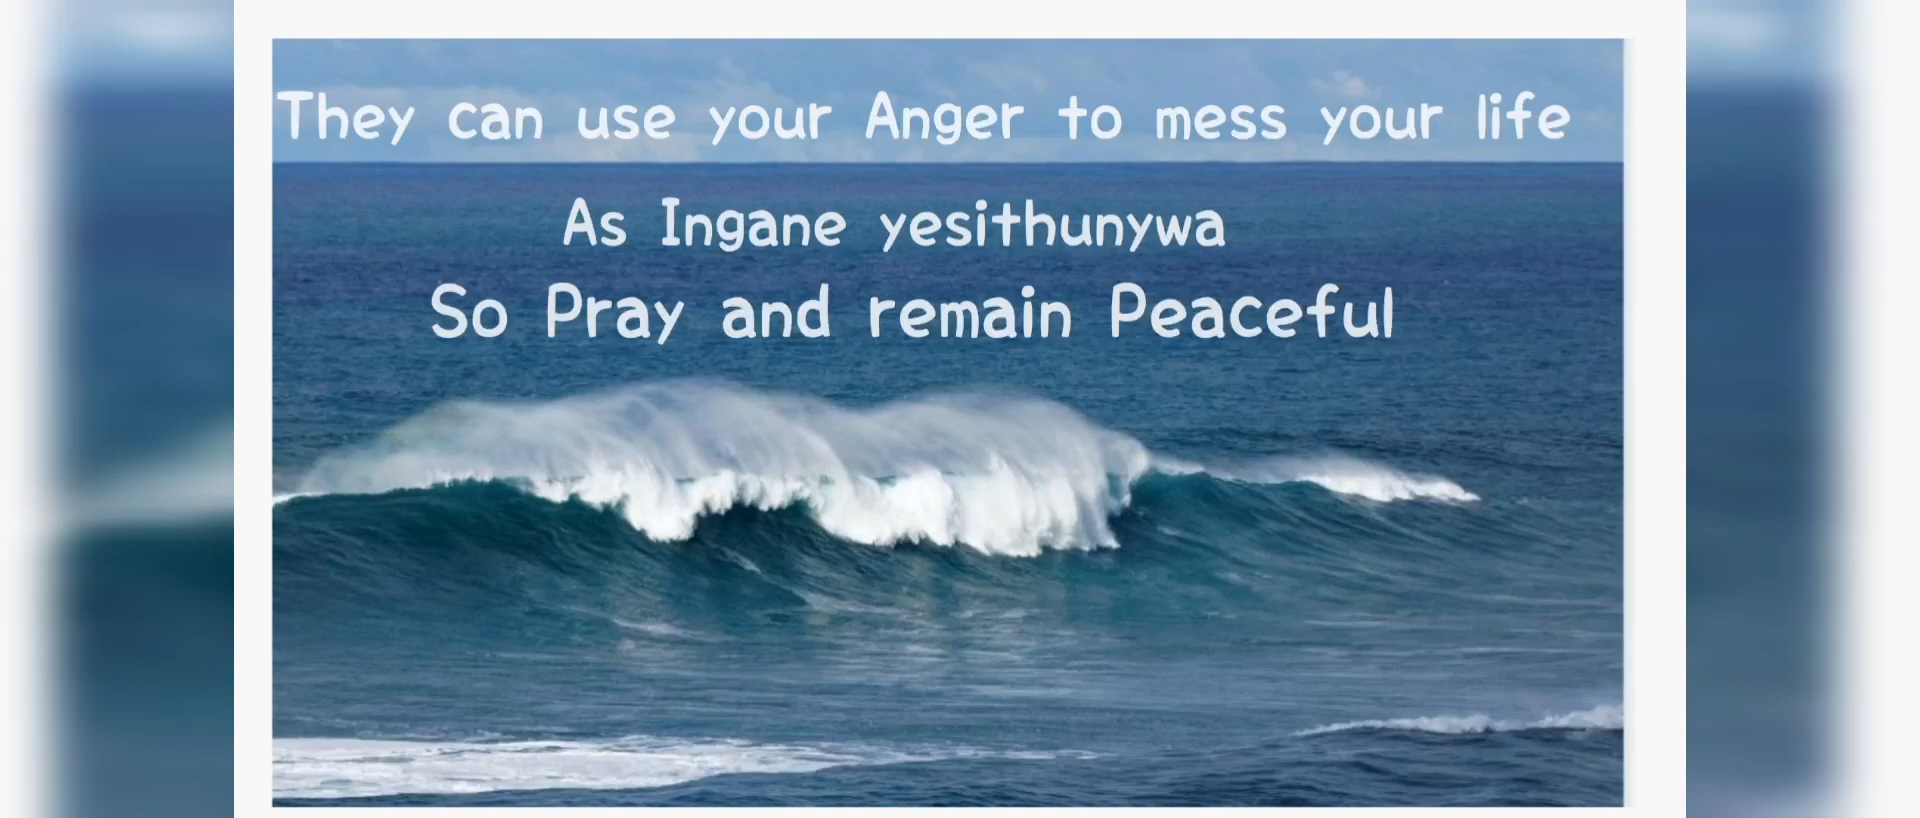 They can use your Anger to mess your life
As Ingane yesithunywa
So Pray and remain Peaceful